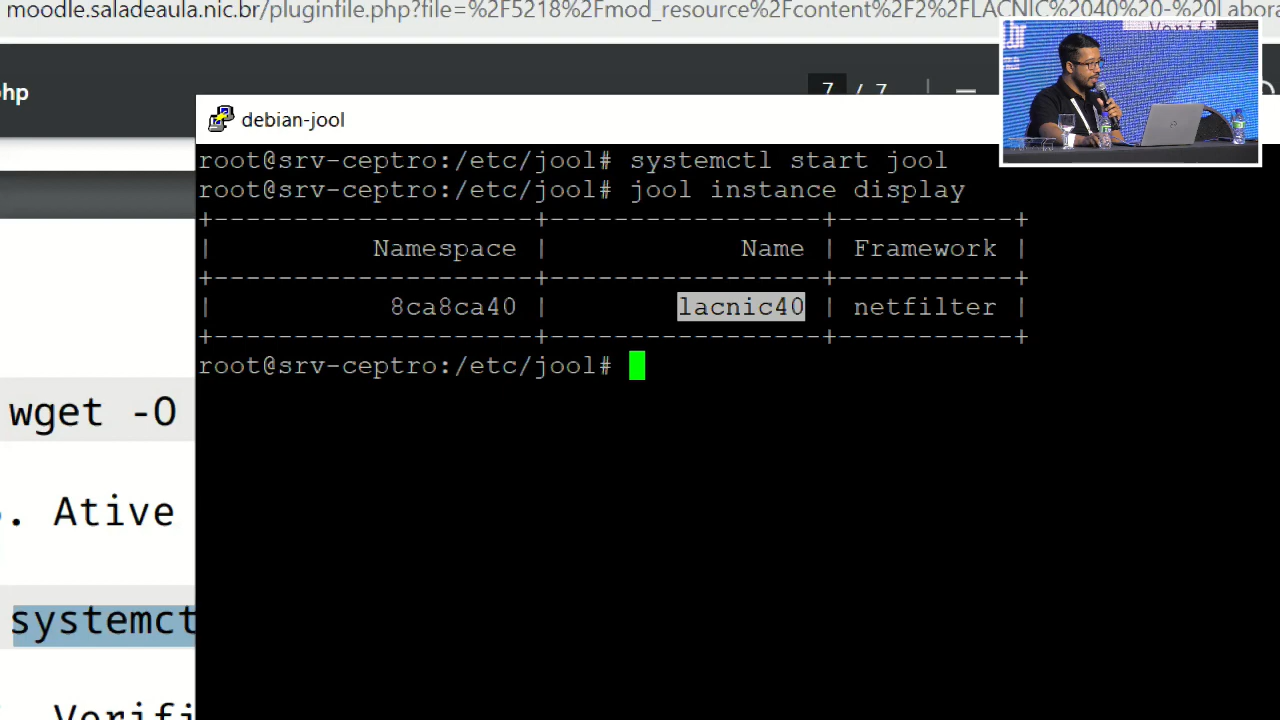 moodle.saladeaula.nic.br/pluginfile.php?file=%2F5218%2Fmod_resource%2Fcontent%2F2%2FLACNIC%2040%20-%20Labora
hp
7 / 7
debian-jool
root@srv-ceptro:/etc/jool# systemctl start jool
root@srv-ceptro:/etc/jool# jool instance display
+--------------------+-----------------+-----------+
| Namespace | Name | Framework |
+--------------------+-----------------+-----------+
| 8ca8ca40 | lacnic40 | netfilter |
+--------------------+-----------------+-----------+
root@srv-ceptro:/etc/jool#
wget -O
. Ative
systemct
. Verifi